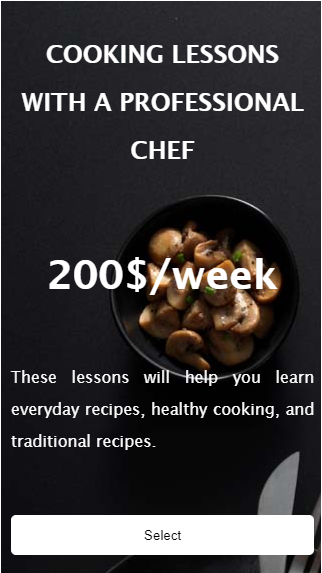 COOKING LESSONS
WITH A PROFESSIONAL
CHEF
200$/week
These lessons will help you learn
everyday recipes, healthy cooking, and
traditional recipes.
Select